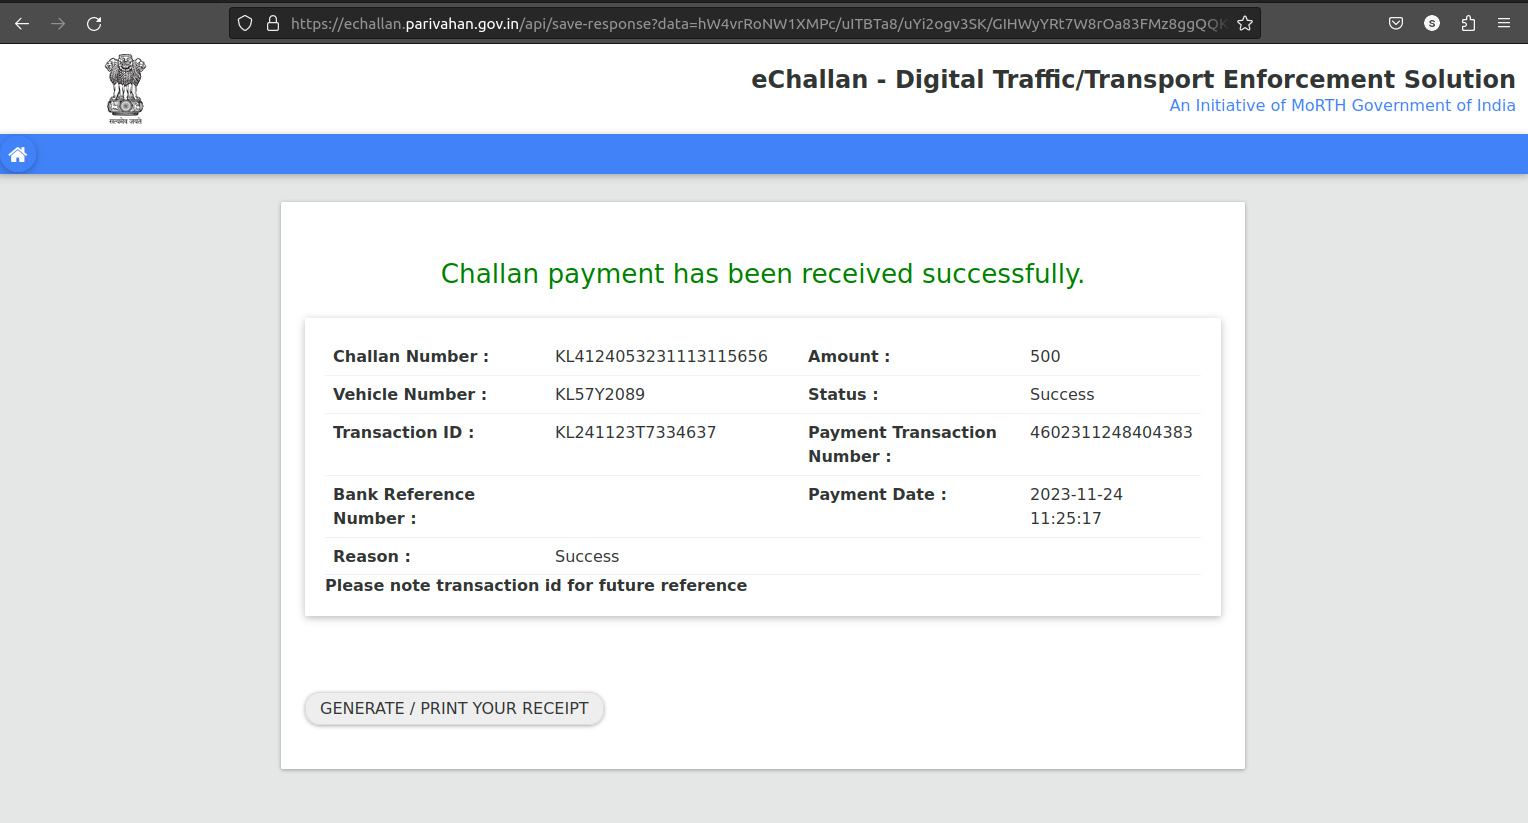 https://echallan.parivahan.gov.in/api/save-response?data=hW4vrRoNW1XMPc/uITBTa8/uYi2ogv3SK/GIHWyYRt7W8rOa83FMz8ggQQK
S
सत्यमेव जयते
eChallan - Digital Traffic/Transport Enforcement Solution
An Initiative of MoRTH Government of India
Challan payment has been received successfully.
Challan Number : KL4124053231113115656 Amount : 500
Vehicle Number : KL57Y2089 Status : Success
Transaction ID : KL241123T7334637 Payment Transaction Number : 4602311248404383
Bank Reference Number : Payment Date : 2023-11-24 11:25:17
Reason : Success
Please note transaction id for future reference
GENERATE / PRINT YOUR RECEIPT